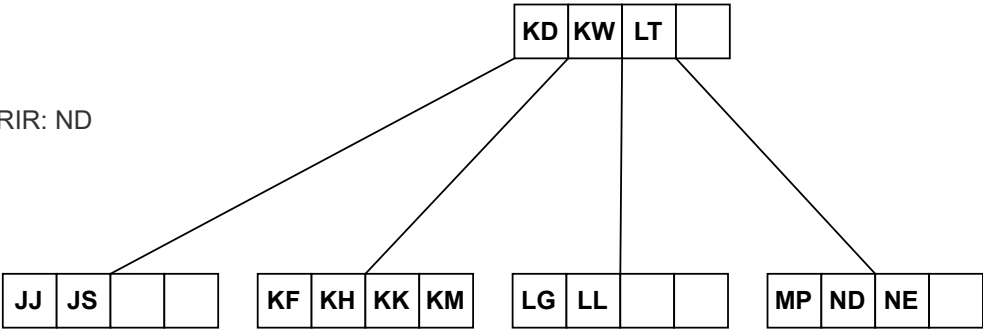 KD KW LT
RIR: ND
JJ JS KF KH KK KM LG LL MP ND NE